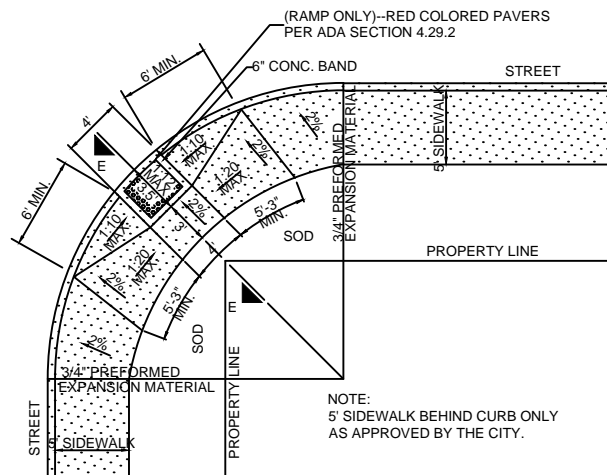 (RAMP ONLY)--RED COLORED PAVERS
PER ADA SECTION 4.29.2
6" CONC. BAND
STREET
6' MIN.
4'
E
6' MIN.
1:10
MAX.
1:20
MAX.
2%
2%
3.5'
MAX.
2%
3'
4'
1:10
MAX.
1:20
MAX.
2%
2%
5'-3"
MIN.
5'-3"
MIN.
SOD
SOD
3/4" PREFORMED
EXPANSION MATERIAL
5' SIDEWALK
PROPERTY LINE
E
3/4" PREFORMED
EXPANSION MATERIAL
STREET
5' SIDEWALK
PROPERTY LINE
NOTE:
5' SIDEWALK BEHIND CURB ONLY
AS APPROVED BY THE CITY.